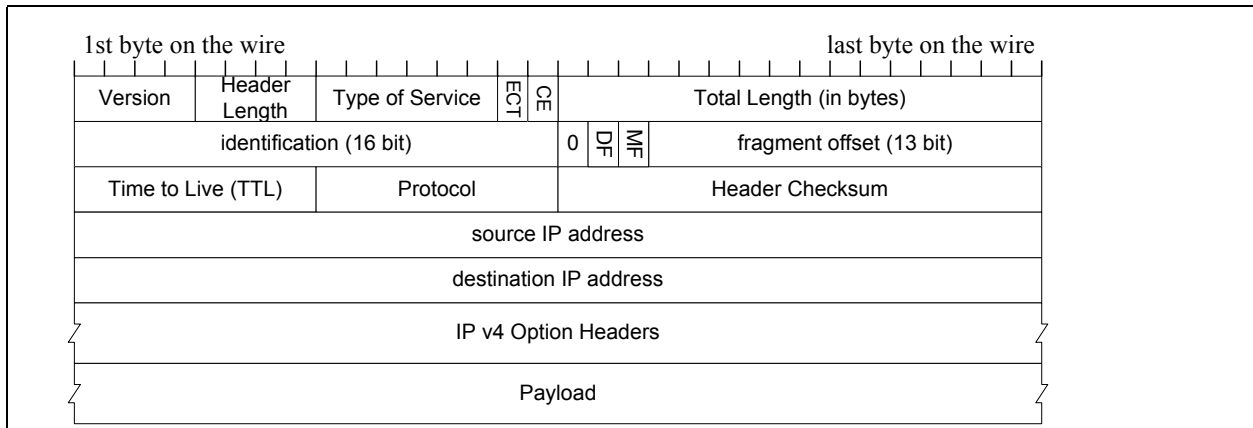 1st byte on the wire last byte on the wire
Version Header Length Type of Service ECT CE Total Length (in bytes)
identification (16 bit) 0 DF MF fragment offset (13 bit)
Time to Live (TTL) Protocol Header Checksum
source IP address
destination IP address
IP v4 Option Headers
Payload